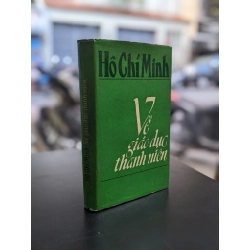 Hồ Chí Minh
Về
giáo dục
thanh niên